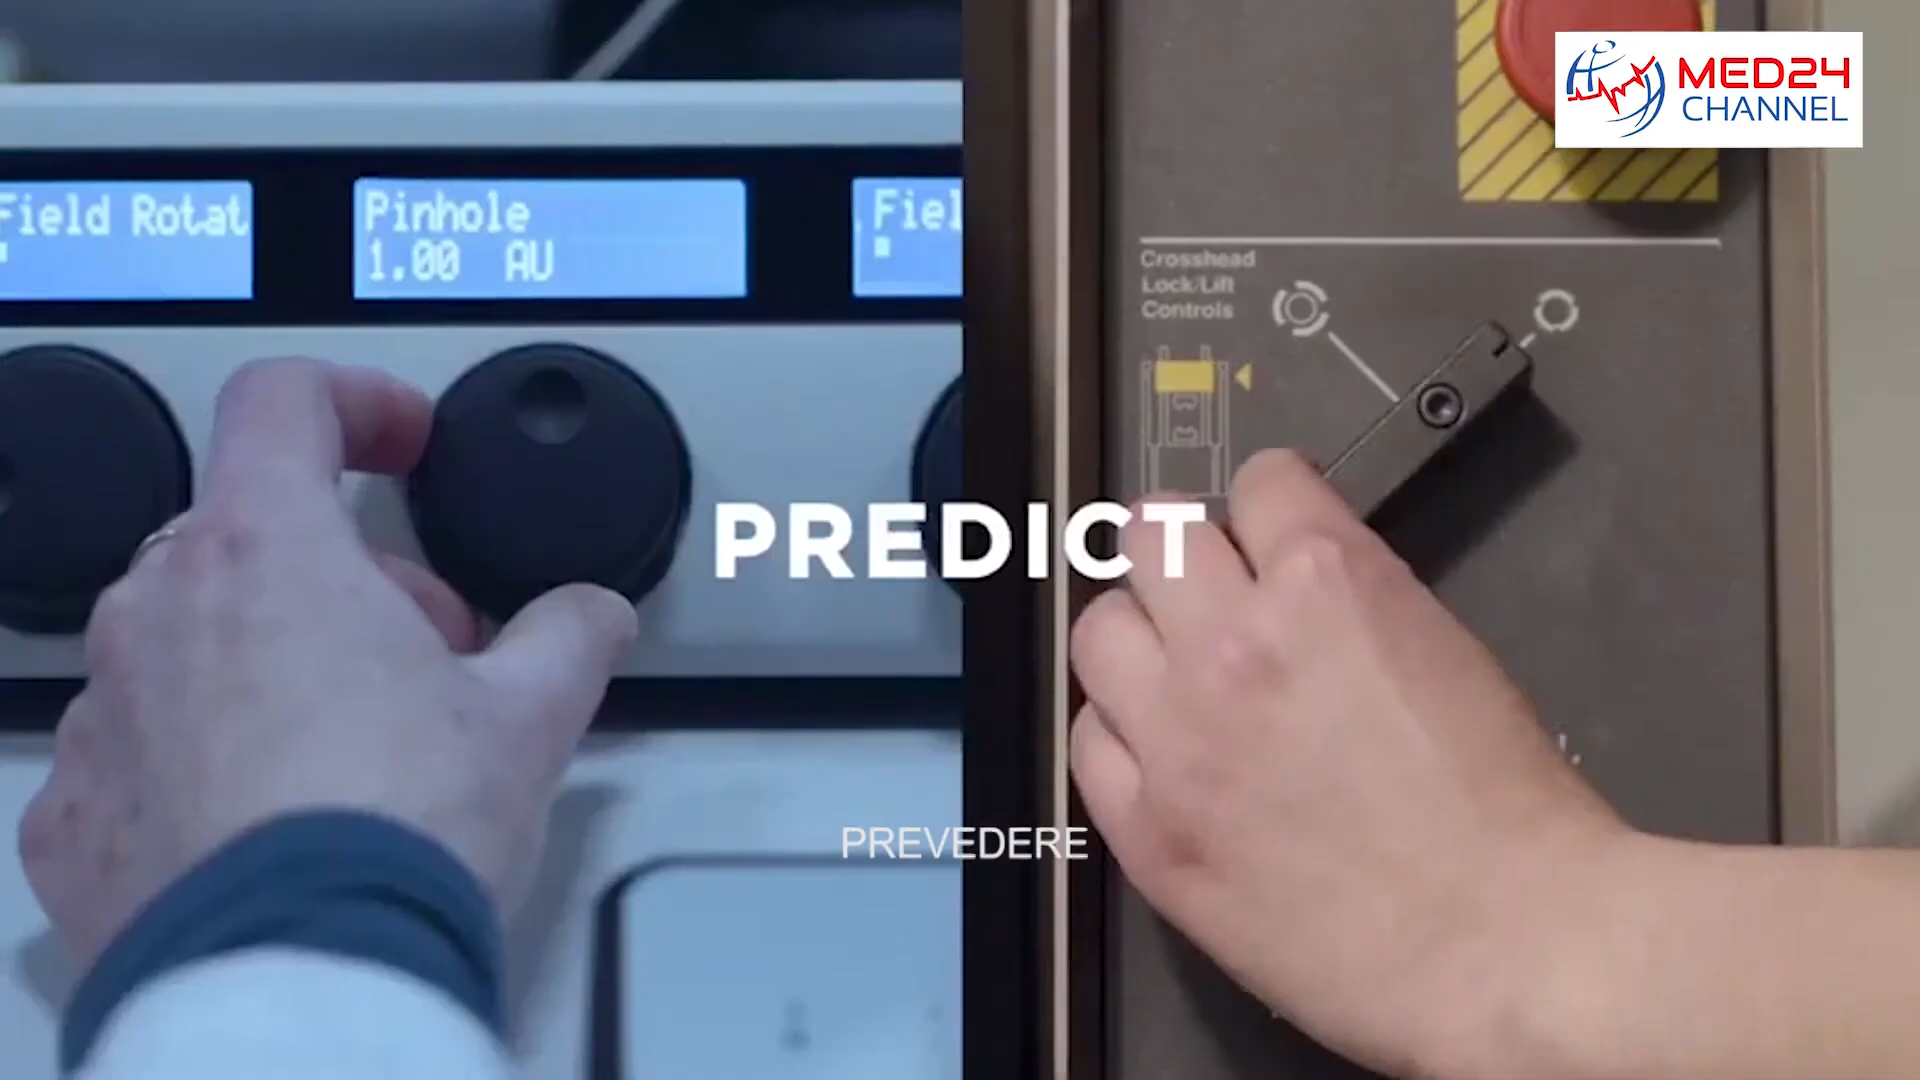 MED24
CHANNEL
Field Rotat
Pinhole
1.00 AU
Fiel
Crosshead
Lock/Lift
Controls
PREDICT
PREVEDERE